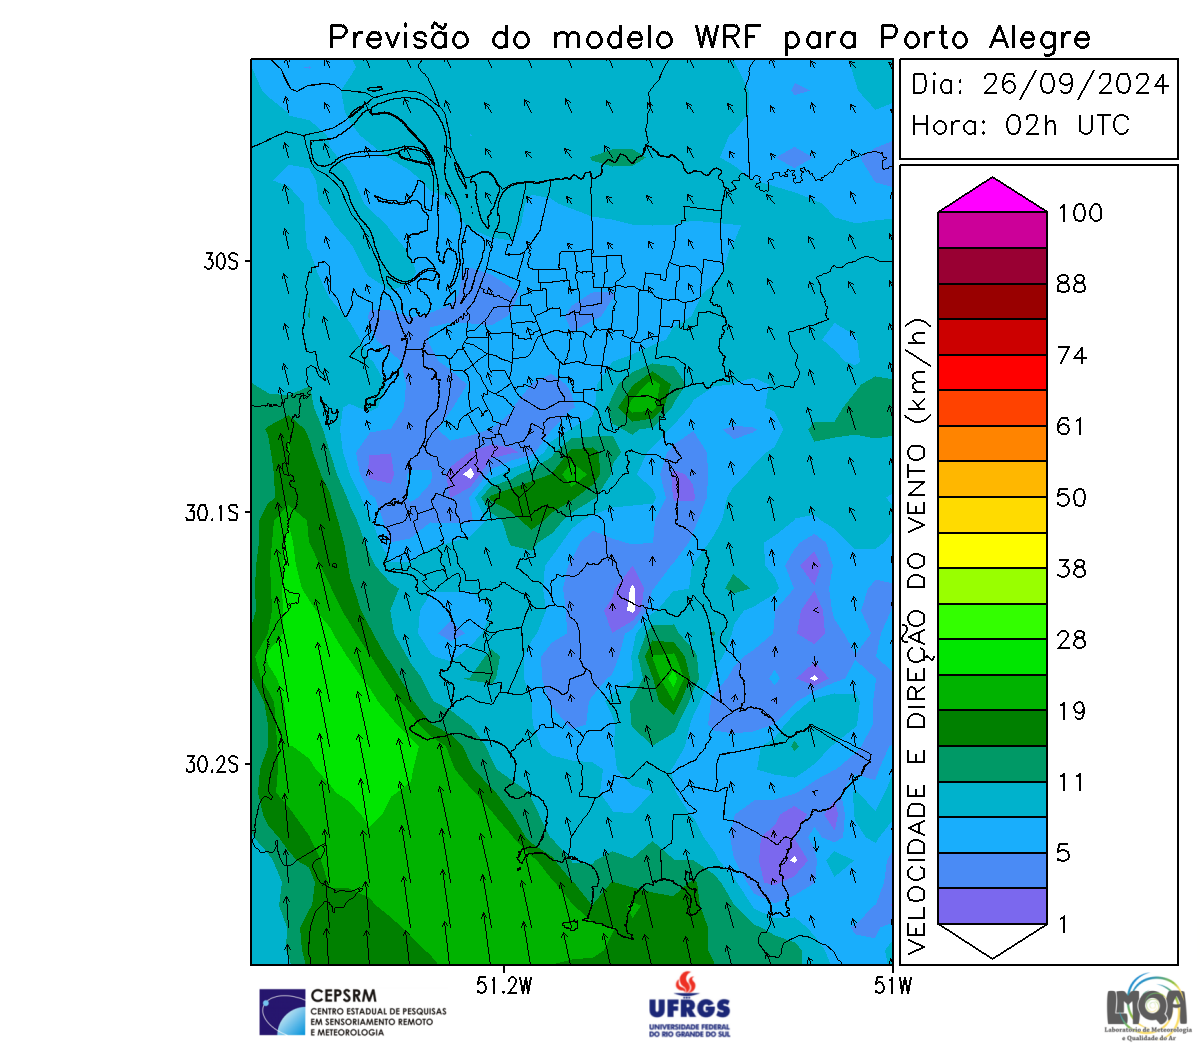 Previsão do modelo WRF para Porto Alegre
Dia: 26/09/2024
Hora: 02h UTC
30S
30.1S
30.2S
51.2W
51W
VELOCIDADE E DIREÇÃO DO VENTO (km/h)
100
88
74
61
50
38
28
19
11
5
1
CEPSRM
CENTRO ESTADUAL DE PESQUISAS
EM SENSORIAMENTO REMOTO
E METEOROLOGIA
UFRGS
UNIVERSIDADE FEDERAL
DO RIO GRANDE DO SUL
LMQA
Laboratório de Meteorologia
e Qualidade do Ar